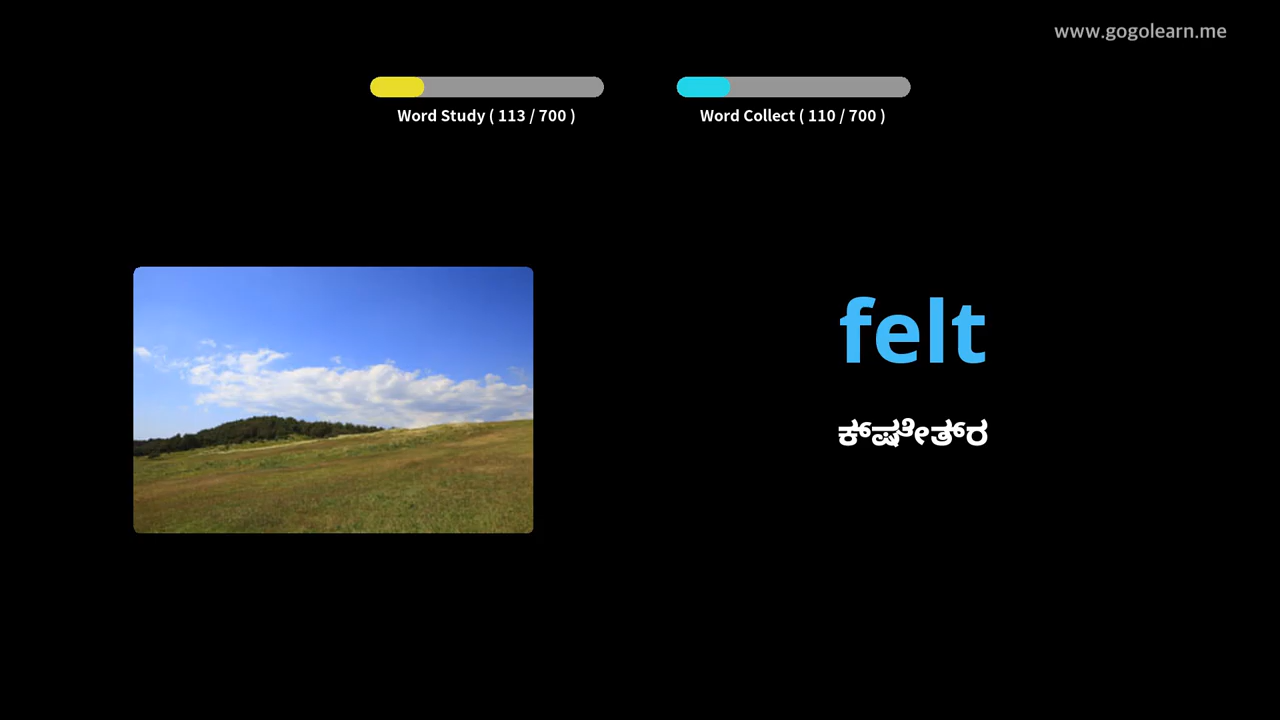 www.gogolearn.me
Word Study ( 113 / 700 )
Word Collect ( 110 / 700 )
felt
ಕ್ಷೇತ್ರ